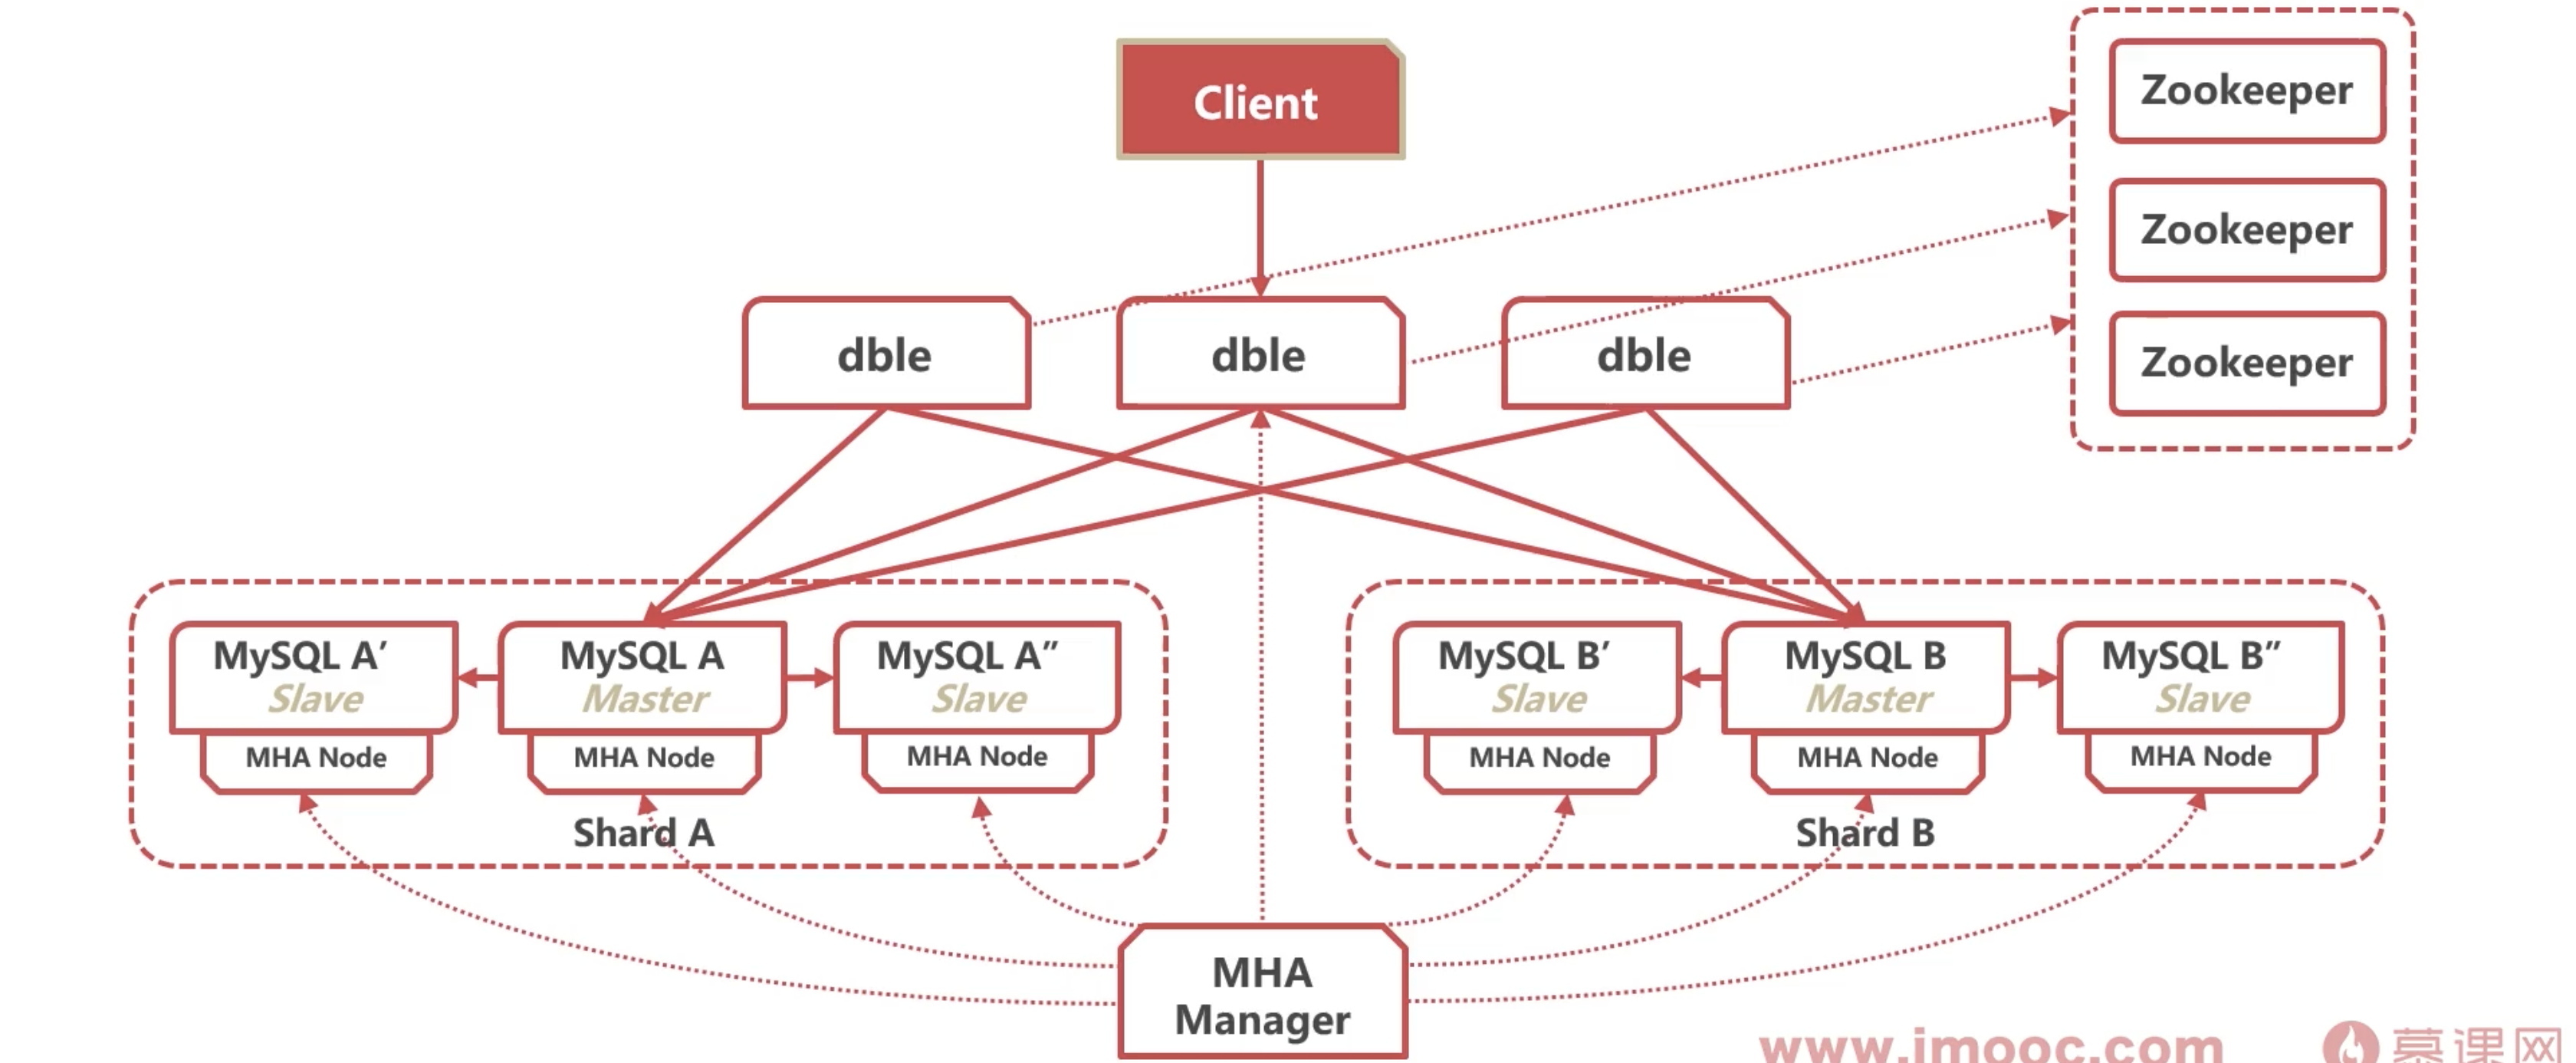 Client
Zookeeper
Zookeeper
Zookeeper
dble
dble
dble
MySQL A’
Slave
MHA Node
MySQL A
Master
MHA Node
MySQL A”
Slave
MHA Node
Shard A
MySQL B’
Slave
MHA Node
MySQL B
Master
MHA Node
MySQL B”
Slave
MHA Node
Shard B
MHA
Manager
www.imooc.com
慕课网